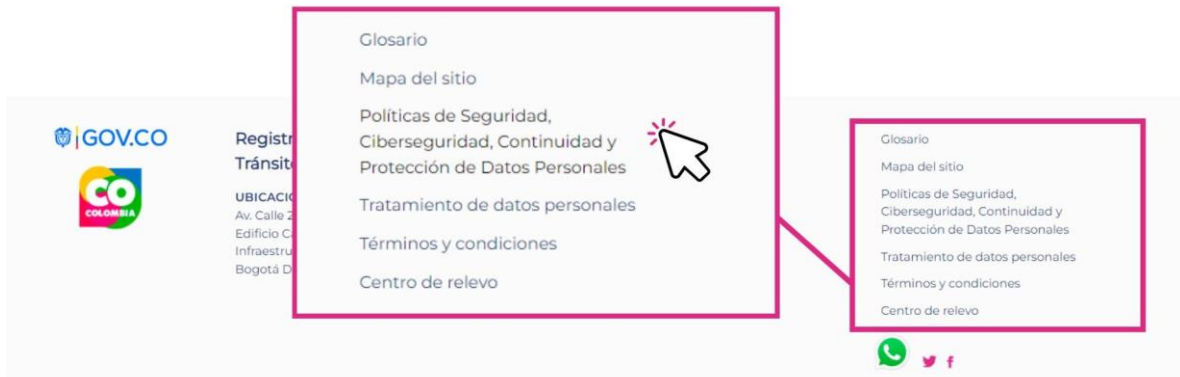 GOV.CO
CO
COLOMBIA
Registr
Tránsit
UBICACI
Av. Calle 2
Edificio C
Infraestru
Bogotá D
Glosario
Mapa del sitio
Políticas de Seguridad,
Ciberseguridad, Continuidad y
Protección de Datos Personales
Tratamiento de datos personales
Términos y condiciones
Centro de relevo
Glosario
Mapa del sitio
Políticas de Seguridad,
Ciberseguridad, Continuidad y
Protección de Datos Personales
Tratamiento de datos personales
Términos y condiciones
Centro de relevo